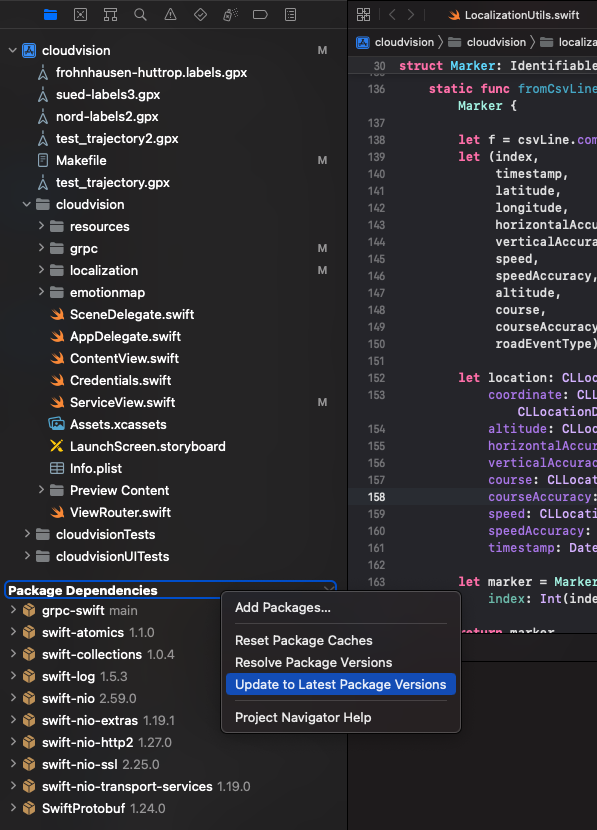 cloudvision M
frohnhausen-huttrop.labels.gpx
sued-labels3.gpx
nord-labels2.gpx
test_trajectory2.gpx
Makefile M
test_trajectory.gpx
cloudvision
resources
grpc M
localization M
emotionmap
SceneDelegate.swift
AppDelegate.swift
ContentView.swift
Credentials.swift
ServiceView.swift M
Assets.xcassets
LaunchScreen.storyboard
Info.plist
Preview Content
ViewRouter.swift
cloudvisionTests
cloudvisionUITests
Package Dependencies
grpc-swift main
swift-atomics 1.1.0
swift-collections 1.0.4
swift-log 1.5.3
swift-nio 2.59.0
swift-nio-extras 1.19.1
swift-nio-http2 1.27.0
swift-nio-ssl 2.25.0
swift-nio-transport-services 1.19.0
SwiftProtobuf 1.24.0
Add Packages...
Reset Package Caches
Resolve Package Versions
Update to Latest Package Versions
Project Navigator Help
LocalizationUtils.swift
cloudvision cloudvision localiza
30 struct Marker: Identifiable
136 static func fromCsvLine
Marker {
137
138 let f = csvLine.com
139 let (index,
140 timestamp,
141 latitude,
142 longitude,
143 horizontalAccu
144 verticalAccura
145 speed,
146 speedAccuracy,
147 altitude,
148 course,
149 courseAccuracy
150 roadEventType)
151
152 let location: CLLoc
153 coordinate: CLL
CLLocationD
154 altitude: CLLoc
155 horizontalAccur
156 verticalAccurac
157 course: CLLocat
158 courseAccuracy:
159 speed: CLLocati
160 speedAccuracy:
161 timestamp: Date
162
163 let marker = Marker
index: Int(inde
return marker